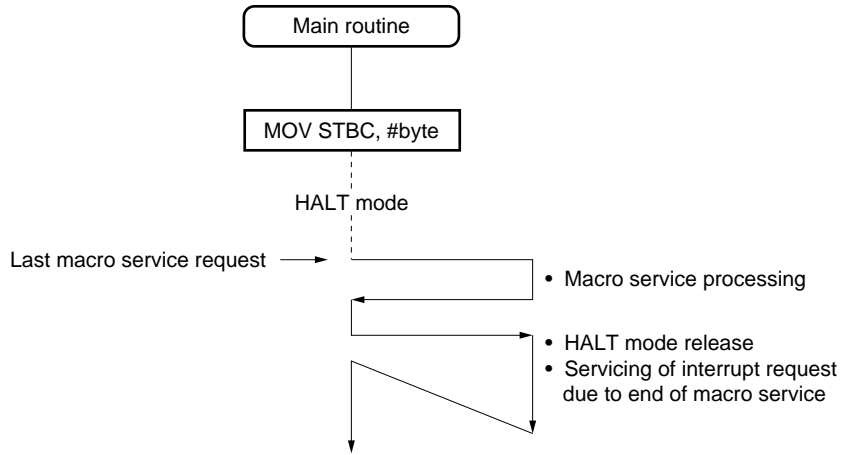 Main routine
MOV STBC, #byte
HALT mode
Last macro service request
• Macro service processing
• HALT mode release
• Servicing of interrupt request
due to end of macro service